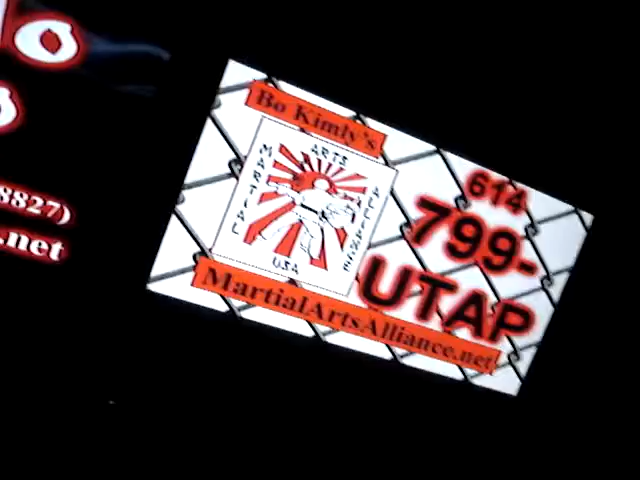 8827)
.net
Bo Kimly's
MARTIAL
ARTS
ALLIANCE
USA
614
799-
UTAP
MartialArtsAlliance.net